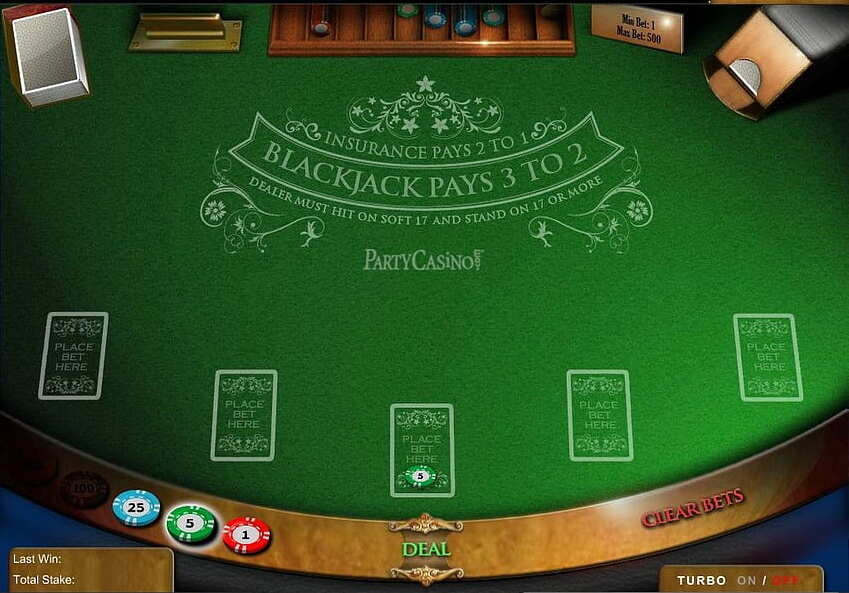 Min Bet: 1
Max Bet: 500
INSURANCE PAYS 2 TO 1
BLACKJACK PAYS 3 TO 2
DEALER MUST HIT ON SOFT 17 AND STAND ON 17 OR MORE
PARTYCASINO.COM
PLACE
BET
HERE
PLACE
BET
HERE
PLACE
BET
HERE
5
PLACE
BET
HERE
PLACE
BET
HERE
100
25
5
1
DEAL
CLEAR BETS
Last Win:
Total Stake:
TURBO ON / OFF